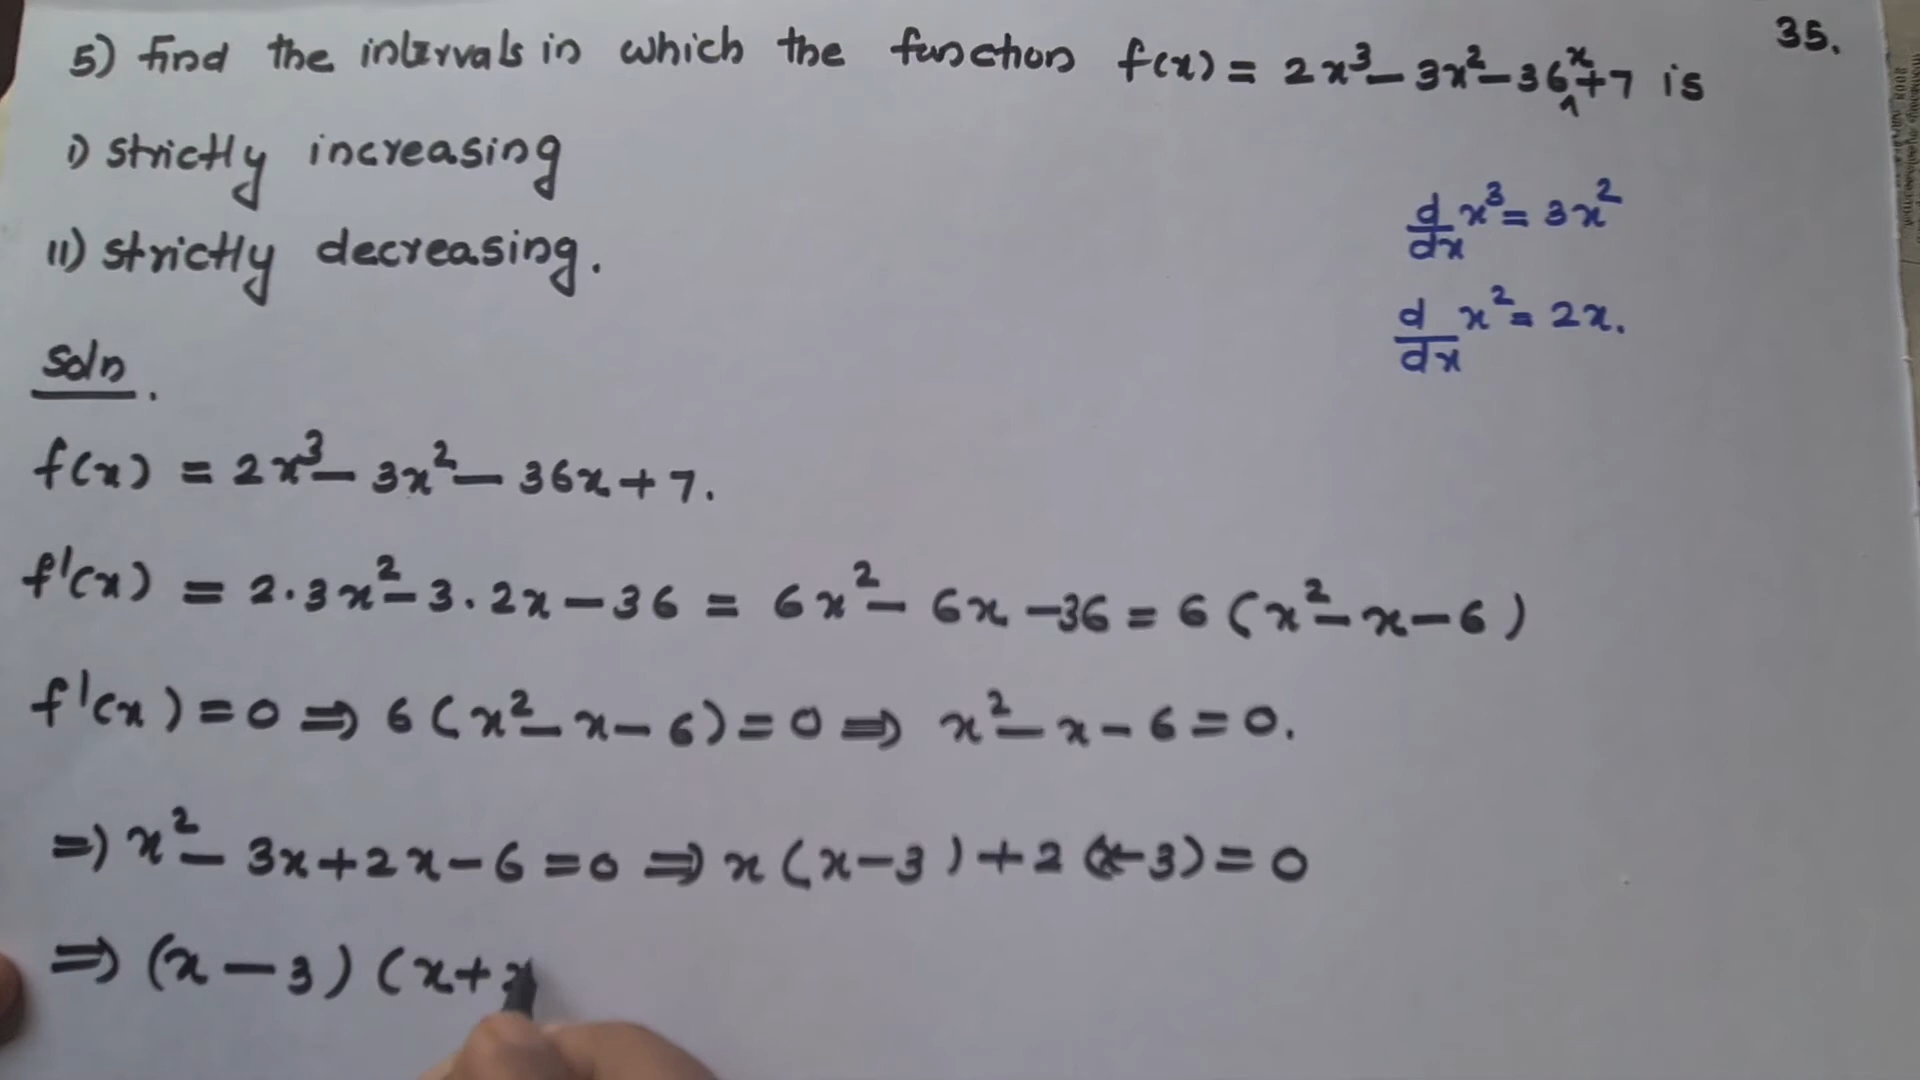 35.
5) find the intervals in which the function f(x) = 2x³ - 3x² - 36x + 7 is
i) strictly increasing
ii) strictly decreasing.
d/dx x³ = 3x²
d/dx x² = 2x.
Soln.
f(x) = 2x³ - 3x² - 36x + 7.
f'(x) = 2·3x² - 3·2x - 36 = 6x² - 6x - 36 = 6(x² - x - 6)
f'(x) = 0 ⇒ 6(x² - x - 6) = 0 ⇒ x² - x - 6 = 0.
⇒ x² - 3x + 2x - 6 = 0 ⇒ x(x - 3) + 2(x - 3) = 0
⇒ (x - 3)(x +